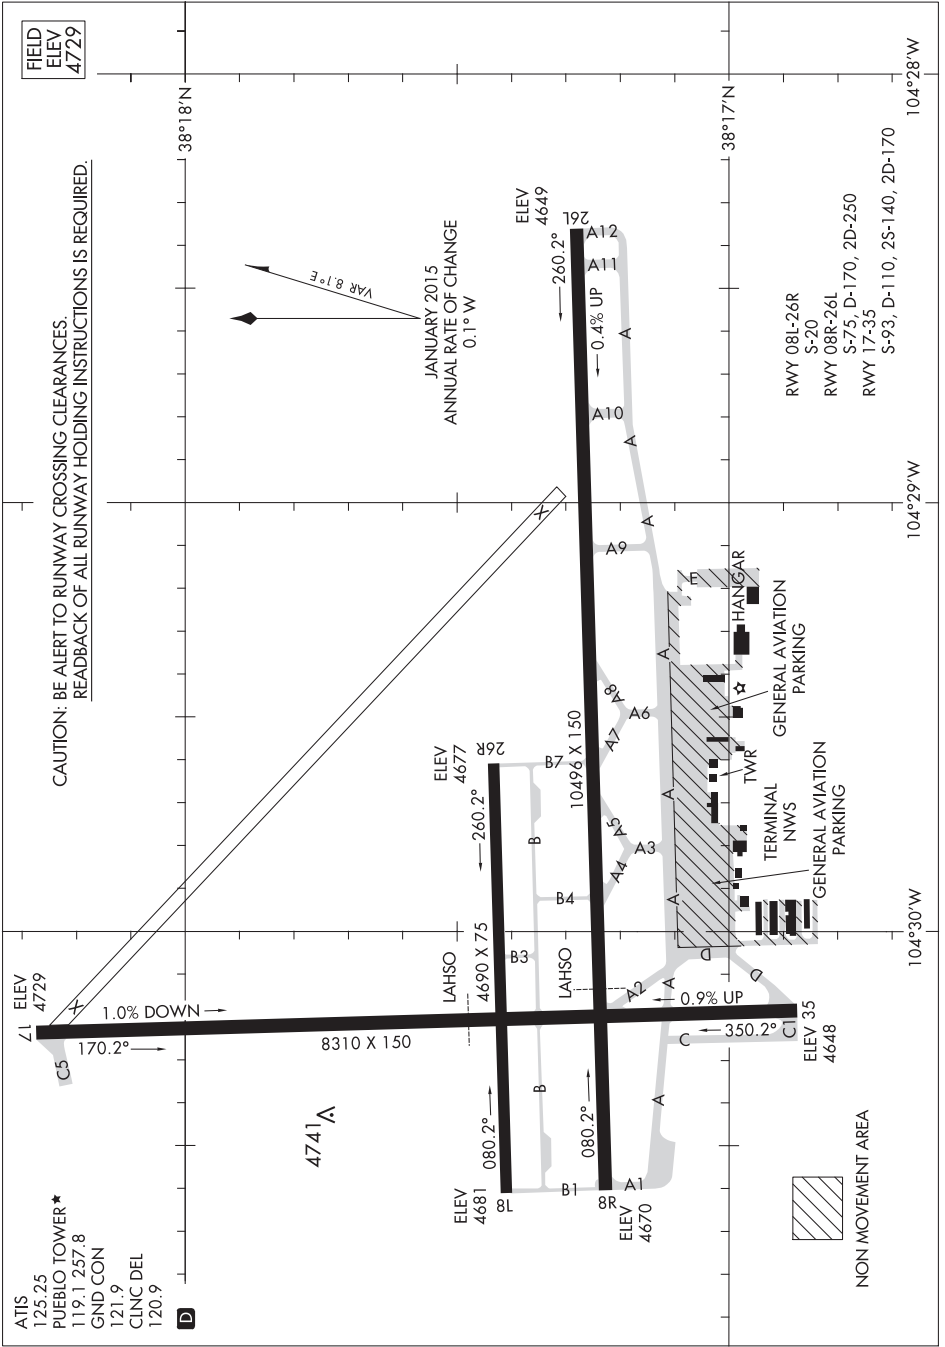 ATIS
125.25
PUEBLO TOWER★
119.1 257.8
GND CON
121.9
CLNC DEL
120.9
D
CAUTION: BE ALERT TO RUNWAY CROSSING CLEARANCES.
READBACK OF ALL RUNWAY HOLDING INSTRUCTIONS IS REQUIRED.
FIELD
ELEV
4729
ELEV
4729
17
C5
170.2°
1.0% DOWN
8310 X 150
X
X
4741
38°18'N
VAR 8.1° E
JANUARY 2015
ANNUAL RATE OF CHANGE
0.1° W
LAHSO
ELEV
4681
8L
080.2°
4690 X 75
260.2°
ELEV
4677
26R
B
B
B1
B3
B4
B7
LAHSO
ELEV
4670
8R
080.2°
10496 X 150
0.4% UP
260.2°
ELEV
4649
26L
A1
A2
A3
A4
A5
A6
A7
A8
A9
A10
A11
A12
A
A
A
A
A
A
A
A
A
C
C1
D
D
E
0.9% UP
350.2°
35
ELEV
4648
38°17'N
GENERAL AVIATION
PARKING
TERMINAL
NWS
TWR
GENERAL AVIATION
PARKING
HANGAR
NON MOVEMENT AREA
RWY 08L-26R
S-20
RWY 08R-26L
S-75, D-170, 2D-250
RWY 17-35
S-93, D-110, 2S-140, 2D-170
104°30'W
104°29'W
104°28'W